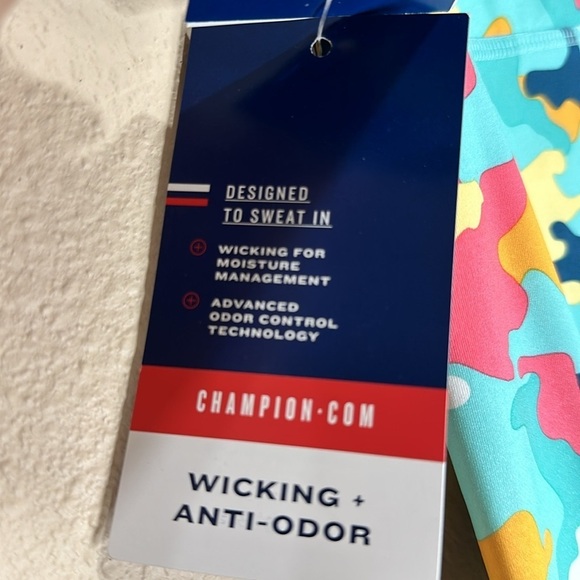 DESIGNED
TO SWEAT IN
WICKING FOR
MOISTURE
MANAGEMENT
ADVANCED
ODOR CONTROL
TECHNOLOGY
CHAMPION·COM
WICKING +
ANTI-ODOR